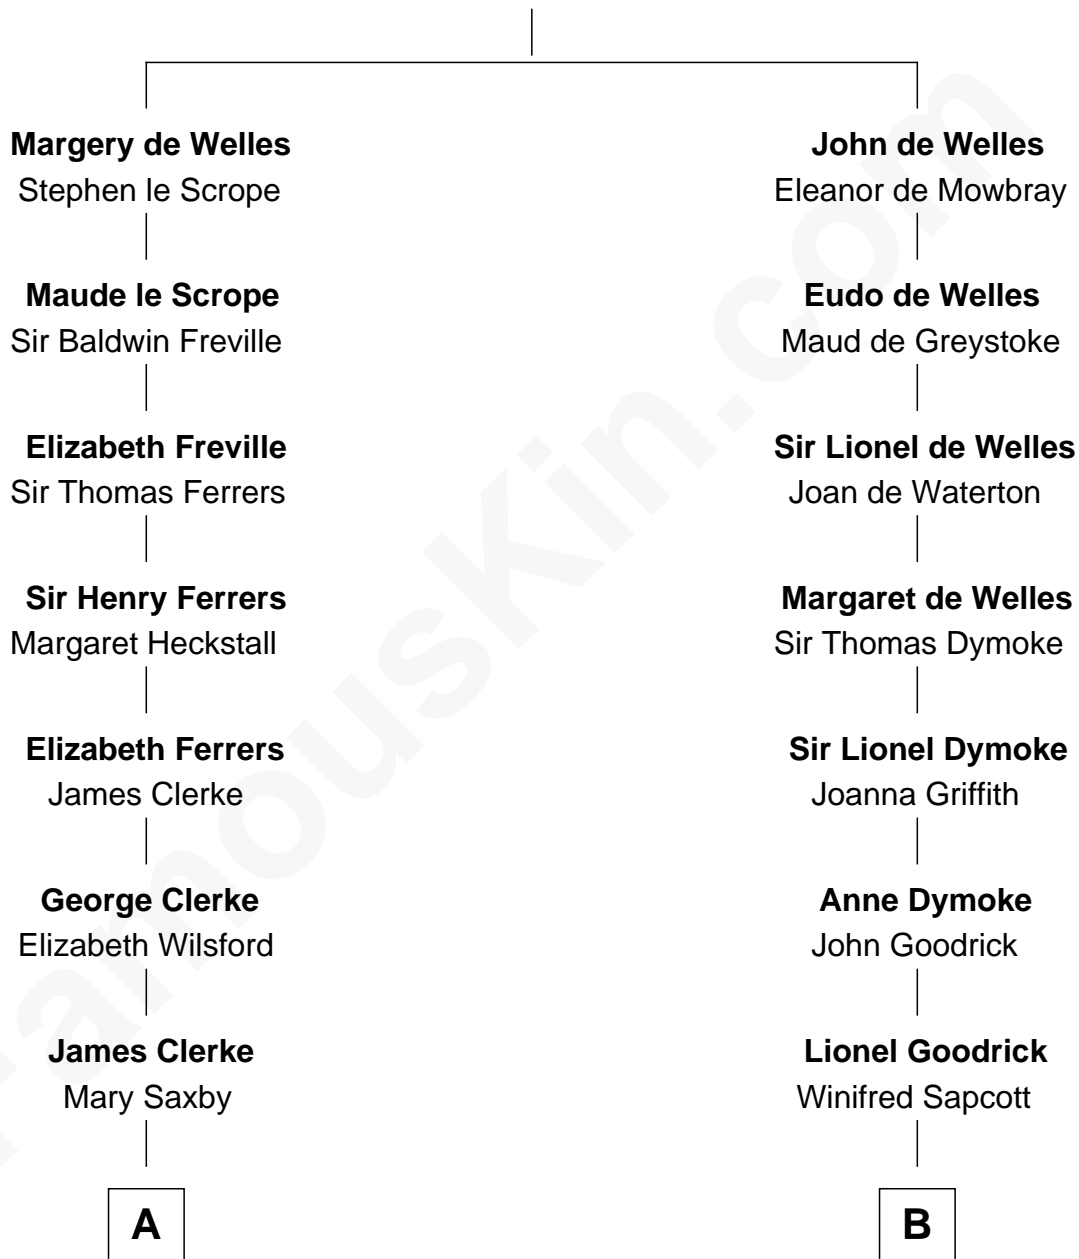 Margery de Welles
Stephen le Scrope
Maude le Scrope
Sir Baldwin Freville
Elizabeth Freville
Sir Thomas Ferrers
Sir Henry Ferrers
Margaret Heckstall
Elizabeth Ferrers
James Clerke
George Clerke
Elizabeth Wilsford
James Clerke
Mary Saxby
A
John de Welles
Eleanor de Mowbray
Eudo de Welles
Maud de Greystoke
Sir Lionel de Welles
Joan de Waterton
Margaret de Welles
Sir Thomas Dymoke
Sir Lionel Dymoke
Joanna Griffith
Anne Dymoke
John Goodrick
Lionel Goodrick
Winifred Sapcott
B
FamousKin.com